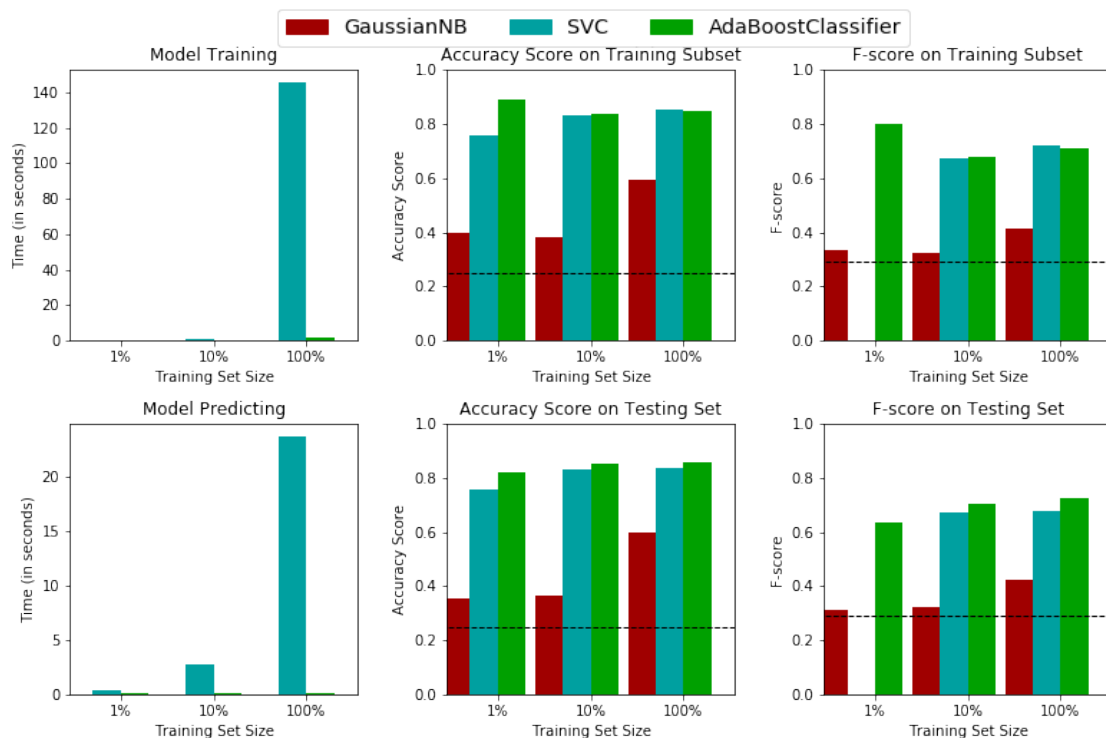 GaussianNB SVC AdaBoostClassifier
Model Training
Time (in seconds)
140
120
100
80
60
40
20
0
1% 10% 100%
Training Set Size
Accuracy Score on Training Subset
Accuracy Score
1.0
0.8
0.6
0.4
0.2
0.0
1% 10% 100%
Training Set Size
F-score on Training Subset
F-score
1.0
0.8
0.6
0.4
0.2
0.0
1% 10% 100%
Training Set Size
Model Predicting
Time (in seconds)
20
15
10
5
0
1% 10% 100%
Training Set Size
Accuracy Score on Testing Set
Accuracy Score
1.0
0.8
0.6
0.4
0.2
0.0
1% 10% 100%
Training Set Size
F-score on Testing Set
F-score
1.0
0.8
0.6
0.4
0.2
0.0
1% 10% 100%
Training Set Size